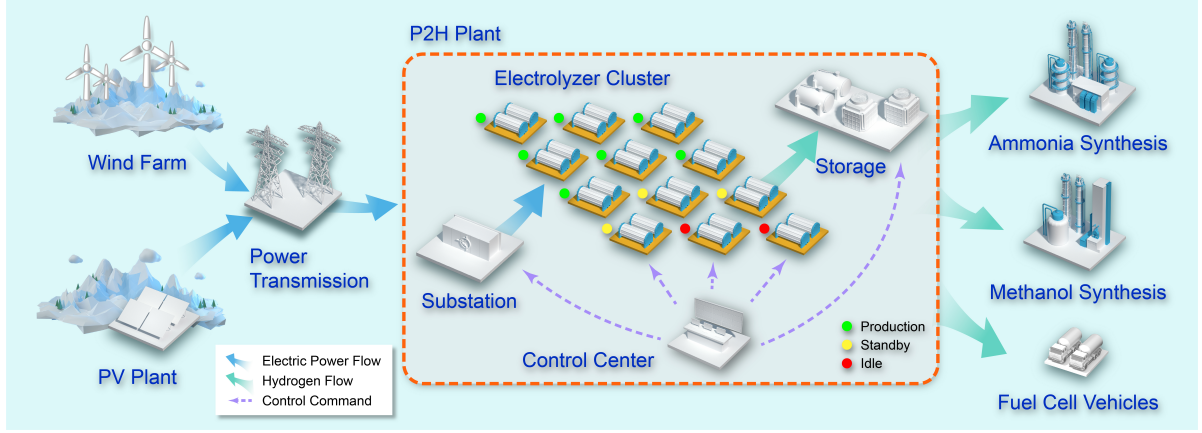 P2H Plant
Electrolyzer Cluster
Wind Farm
Power
Transmission
PV Plant
Substation
Storage
Control Center
Production
Standby
Idle
Electric Power Flow
Hydrogen Flow
Control Command
Ammonia Synthesis
Methanol Synthesis
Fuel Cell Vehicles